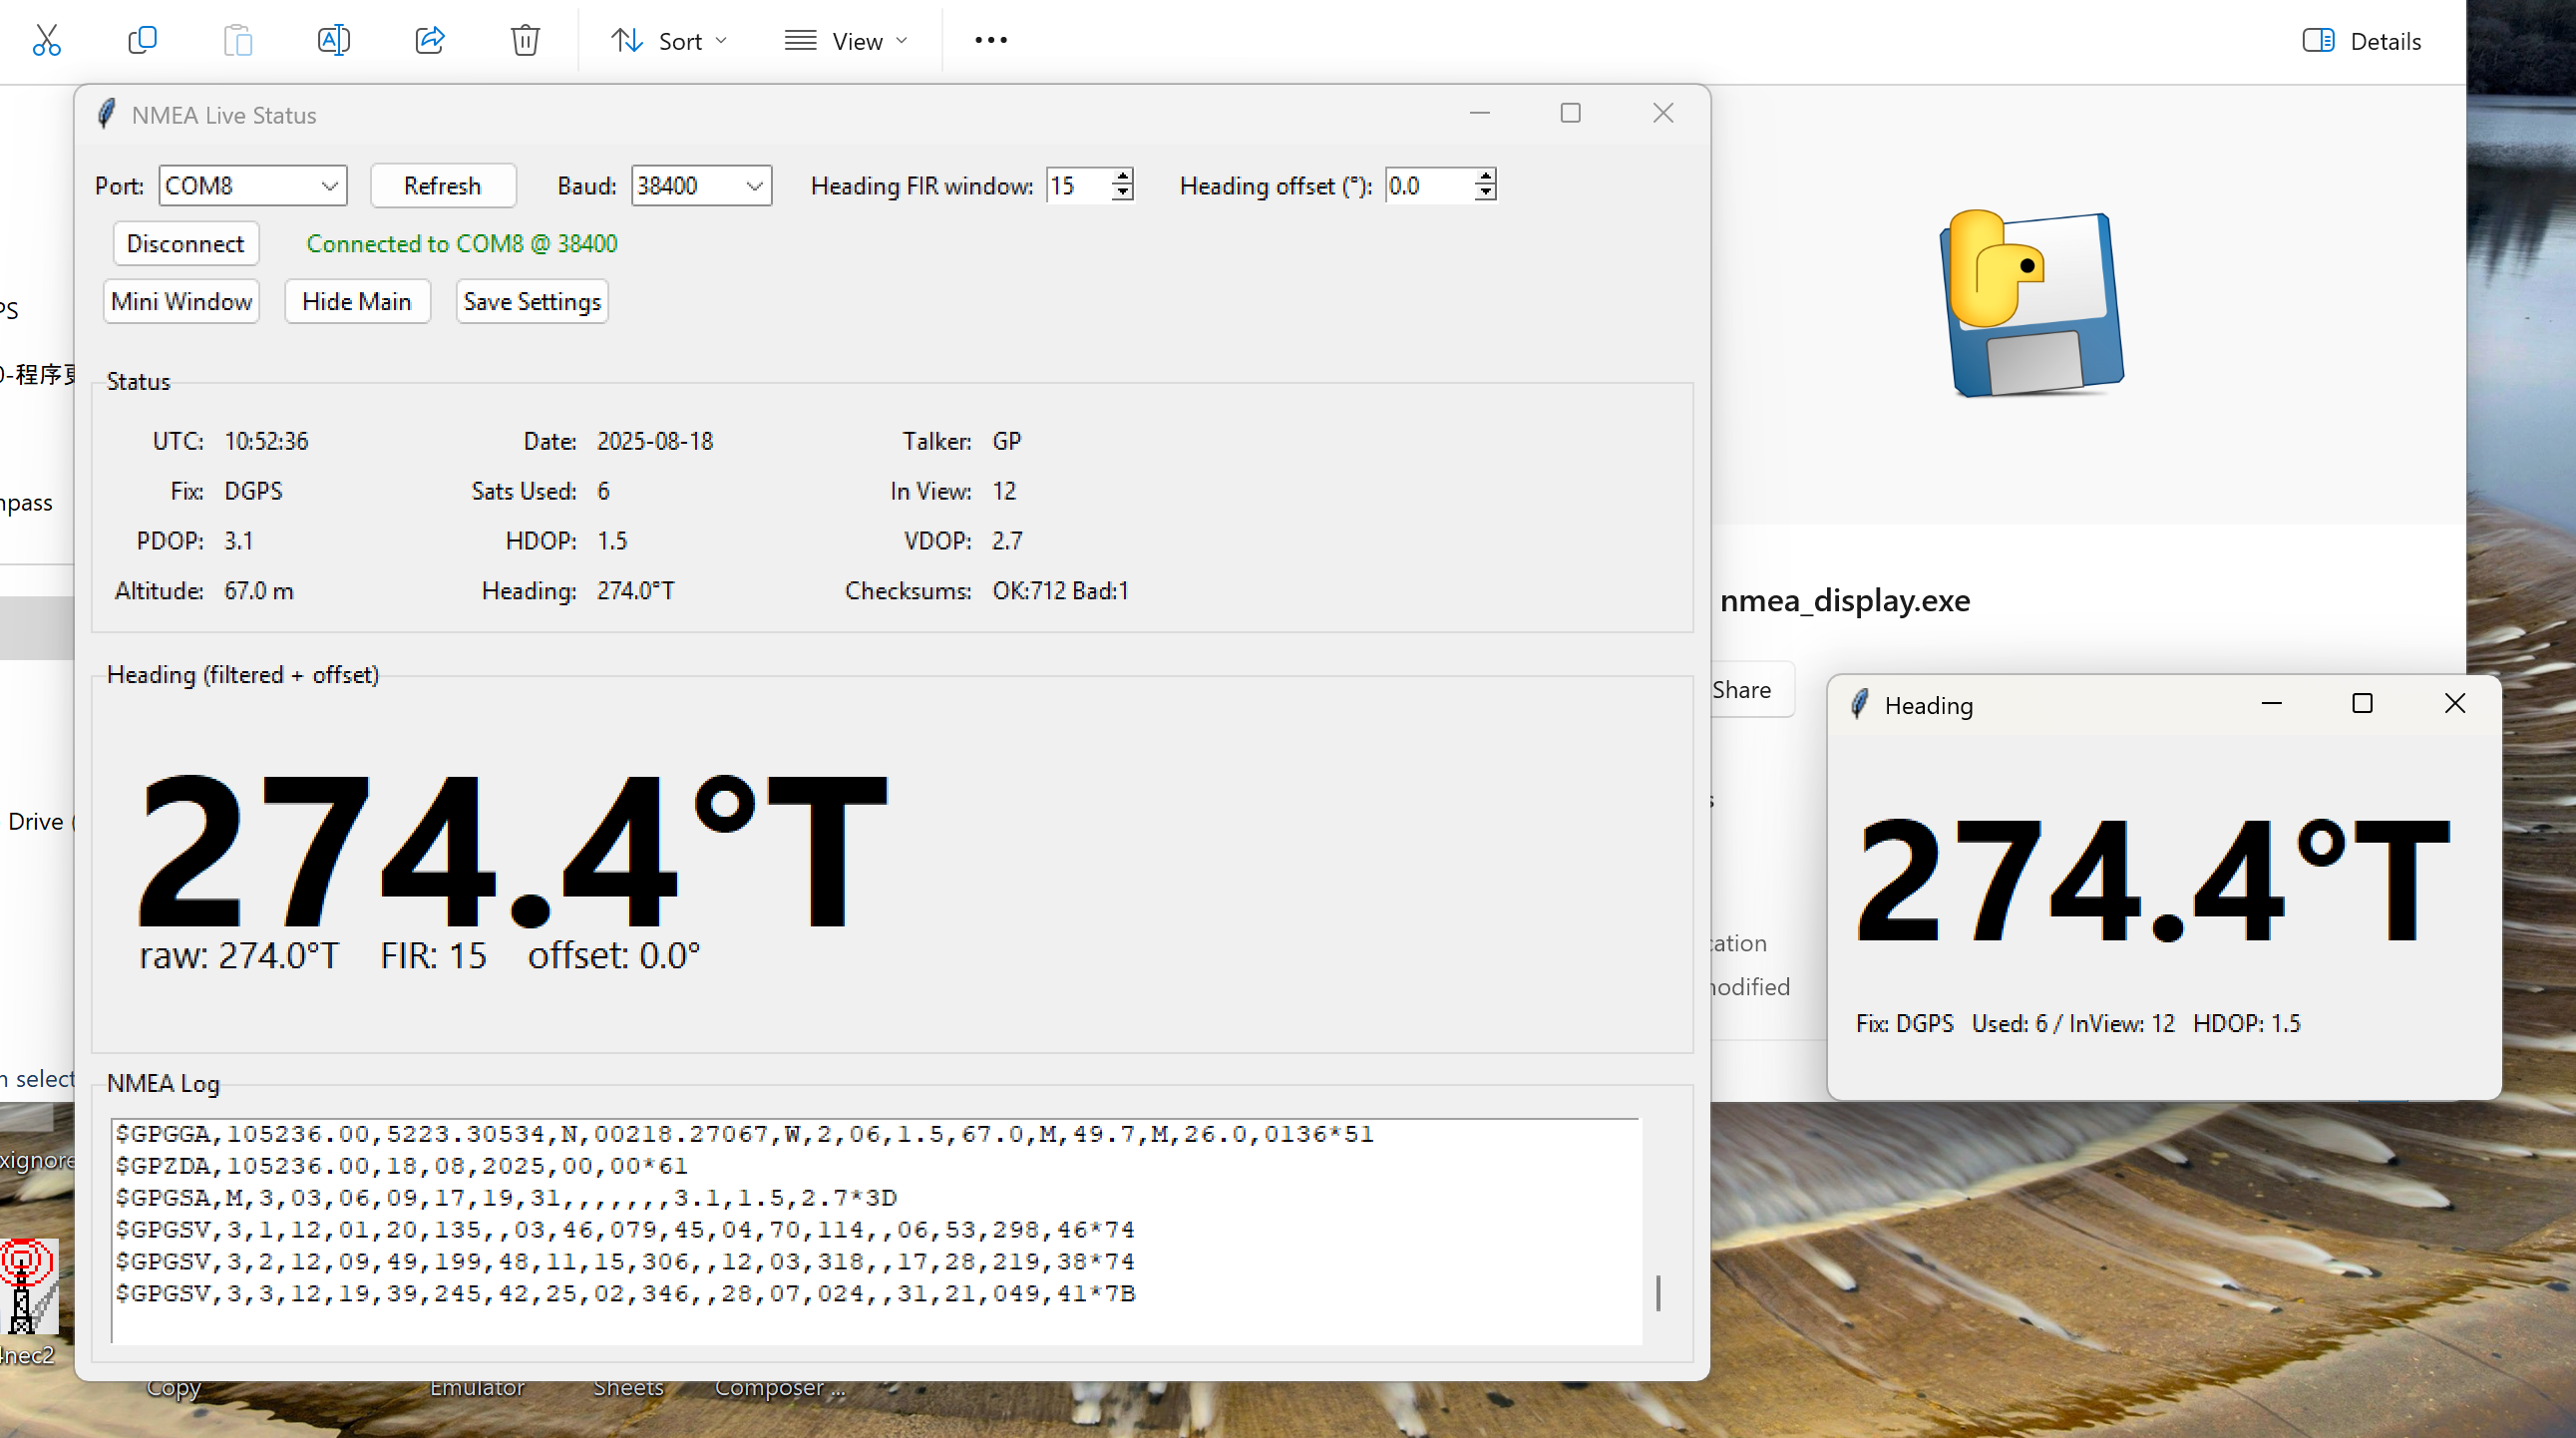 Sort View ••• Details
NMEA Live Status
Port: COM8 Refresh Baud: 38400 Heading FIR window: 15 Heading offset (°): 0.0
Disconnect Connected to COM8 @ 38400
Mini Window Hide Main Save Settings
PS
0-程序
Status
UTC: 10:52:36 Date: 2025-08-18 Talker: GP
Fix: DGPS Sats Used: 6 In View: 12
mpass
PDOP: 3.1 HDOP: 1.5 VDOP: 2.7
Altitude: 67.0 m Heading: 274.0°T Checksums: OK:712 Bad:1
nmea_display.exe
Heading (filtered + offset)
274.4°T
raw: 274.0°T FIR: 15 offset: 0.0°
Share
Heading
274.4°T
Fix: DGPS Used: 6 / InView: 12 HDOP: 1.5
Drive (
cation
modified
n select
NMEA Log
$GPGGA,105236.00,5223.30534,N,00218.27067,W,2,06,1.5,67.0,M,49.7,M,26.0,0136*51
$GPZDA,105236.00,18,08,2025,00,00*61
$GPGSA,M,3,03,06,09,17,19,31,,,,,,,3.1,1.5,2.7*3D
$GPGSV,3,1,12,01,20,135,,03,46,079,45,04,70,114,,06,53,298,46*74
$GPGSV,3,2,12,09,49,199,48,11,15,306,,12,03,318,,17,28,219,38*74
$GPGSV,3,3,12,19,39,245,42,25,02,346,,28,07,024,,31,21,049,41*7B
xignore
4nec2
Copy Emulator Sheets Composer ...